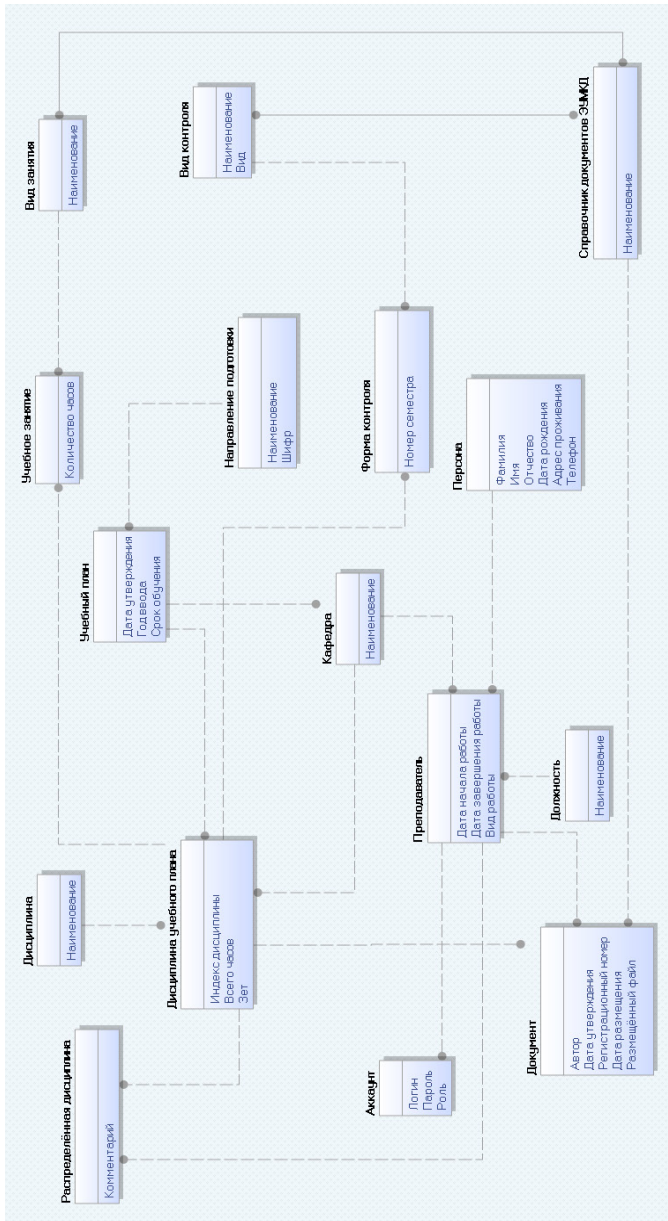 Распределённая дисциплина
Комментарий
Дисциплина
Наименование
Учебный план
Дата утверждения
Год ввода
Срок обучения
Учебное занятие
Количество часов
Вид занятия
Наименование
Дисциплина учебного плана
Индекс дисциплины
Всего часов
Зет
Направление подготовки
Наименование
Шифр
Вид контроля
Наименование
Вид
Кафедра
Наименование
Форма контроля
Номер семестра
Аккаунт
Логин
Пароль
Роль
Преподаватель
Дата начала работы
Дата завершения работы
Вид работы
Персона
Фамилия
Имя
Отчество
Дата рождения
Адрес проживания
Телефон
Документ
Автор
Дата утверждения
Регистрационный номер
Дата размещения
Размещённый файл
Должность
Наименование
Справочник документов ЭУМКД
Наименование